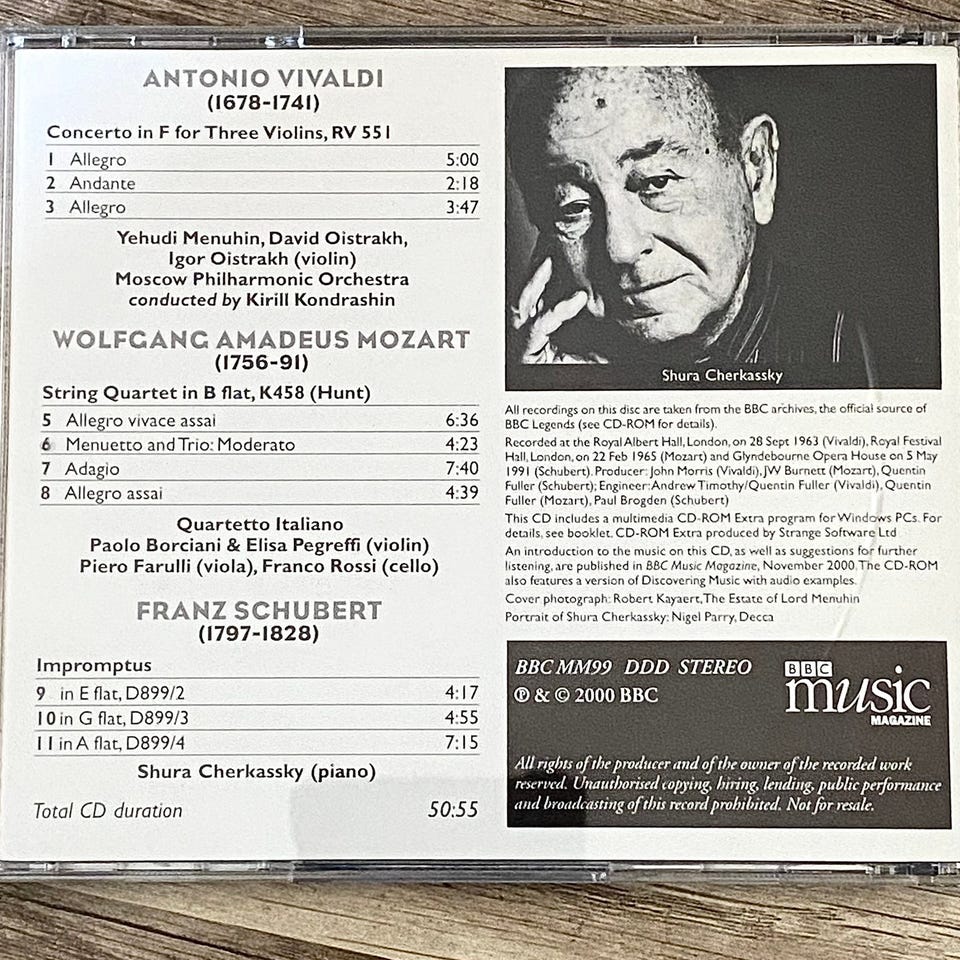 ANTONIO VIVALDI
(1678-1741)
Concerto in F for Three Violins, RV 551
1 Allegro 5:00
2 Andante 2:18
3 Allegro 3:47
Yehudi Menuhin, David Oistrakh,
Igor Oistrakh (violin)
Moscow Philharmonic Orchestra
conducted by Kirill Kondrashin
WOLFGANG AMADEUS MOZART
(1756-91)
String Quartet in B flat, K458 (Hunt)
5 Allegro vivace assai 6:36
6 Menuetto and Trio: Moderato 4:23
7 Adagio 7:40
8 Allegro assai 4:39
Quartetto Italiano
Paolo Borciani & Elisa Pegreffi (violin)
Piero Farulli (viola), Franco Rossi (cello)
FRANZ SCHUBERT
(1797-1828)
Impromptus
9 in E flat, D899/2 4:17
10 in G flat, D899/3 4:55
11 in A flat, D899/4 7:15
Shura Cherkassky (piano)
Total CD duration 50:55
Shura Cherkassky
All recordings on this disc are taken from the BBC archives, the official source of
BBC Legends (see CD-ROM for details).
Recorded at the Royal Albert Hall, London, on 28 Sept 1963 (Vivaldi), Royal Festival
Hall, London, on 22 Feb 1965 (Mozart) and Glyndebourne Opera House on 5 May
1991 (Schubert). Producer: John Morris (Vivaldi), JW Burnett (Mozart), Quentin
Fuller (Schubert); Engineer: Andrew Timothy/Quentin Fuller (Vivaldi), Quentin
Fuller (Mozart), Paul Brogden (Schubert)
This CD includes a multimedia CD-ROM Extra program for Windows PCs. For
details, see booklet. CD-ROM Extra produced by Strange Software Ltd
An introduction to the music on this CD, as well as suggestions for further
listening, are published in BBC Music Magazine, November 2000. The CD-ROM
also features a version of Discovering Music with audio examples.
Cover photograph: Robert Kayaert, The Estate of Lord Menuhin
Portrait of Shura Cherkassky: Nigel Parry, Decca
BBC MM99 DDD STEREO
℗ & © 2000 BBC
BBC
music
MAGAZINE
All rights of the producer and of the owner of the recorded work
reserved. Unauthorised copying, hiring, lending, public performance
and broadcasting of this record prohibited. Not for resale.